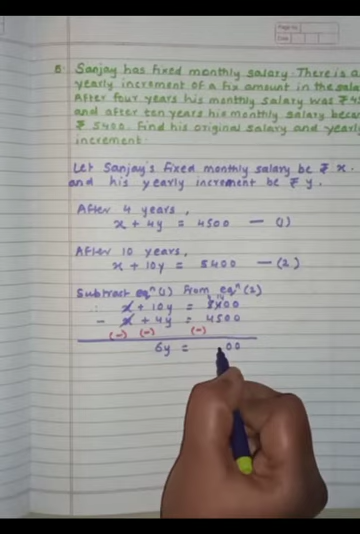 Page No
Date
8. Sanjay has fixed monthly salary. There is a
yearly increment of a fix amount in the sala
After four years his monthly salary was ₹ 45
and after ten years his monthly salary becam
₹ 5400. Find his original salary and yearly
increment.
Let Sanjay's fixed monthly salary be ₹ x.
and his yearly increment be ₹ y.
After 4 years,
x + 4y = 4500 — (1)
After 10 years,
x + 10y = 5400 — (2.)
Subtract eqⁿ (1) from eqⁿ (2)
∴ x + 10y = 5400
- x + 4y = 4500
(-) (-) (-)
6y = 00